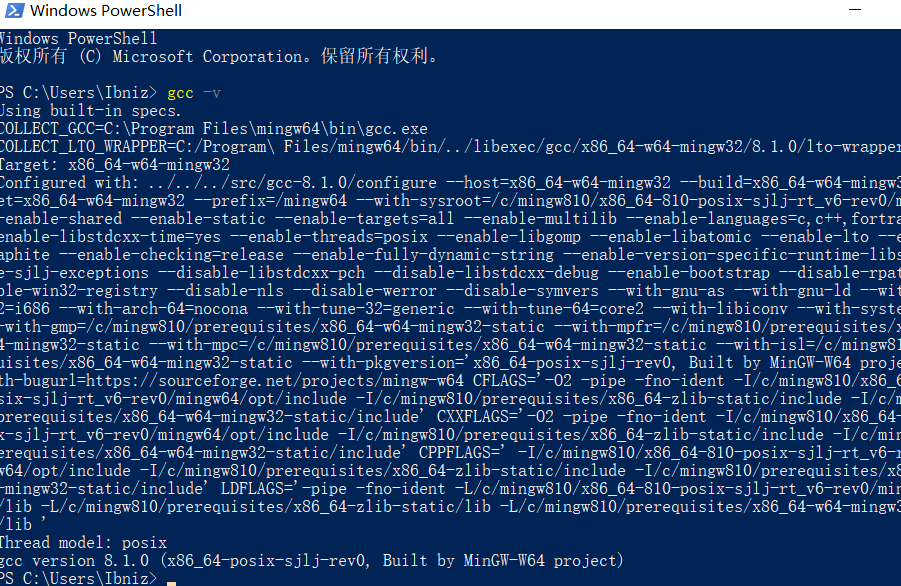 Windows PowerShell
Windows PowerShell
版权所有 (C) Microsoft Corporation。保留所有权利。
PS C:\Users\Ibniz> gcc -v
Using built-in specs.
COLLECT_GCC=C:\Program Files\mingw64\bin\gcc.exe
COLLECT_LTO_WRAPPER=C:/Program\ Files/mingw64/bin/../libexec/gcc/x86_64-w64-mingw32/8.1.0/lto-wrapper
Target: x86_64-w64-mingw32
Configured with: ../../../src/gcc-8.1.0/configure --host=x86_64-w64-mingw32 --build=x86_64-w64-mingw3
et=x86_64-w64-mingw32 --prefix=/mingw64 --with-sysroot=/c/mingw810/x86_64-810-posix-sjlj-rt_v6-rev0/m
-enable-shared --enable-static --enable-targets=all --enable-multilib --enable-languages=c,c++,fortra
enable-libstdcxx-time=yes --enable-threads=posix --enable-libgomp --enable-libatomic --enable-lto --e
aphite --enable-checking=release --enable-fully-dynamic-string --enable-version-specific-runtime-libs
e-sjlj-exceptions --disable-libstdcxx-pch --disable-libstdcxx-debug --enable-bootstrap --disable-rpat
ble-win32-registry --disable-nls --disable-werror --disable-symvers --with-gnu-as --with-gnu-ld --wit
2=i686 --with-arch-64=nocona --with-tune-32=generic --with-tune-64=core2 --with-libiconv --with-syste
-with-gmp=/c/mingw810/prerequisites/x86_64-w64-mingw32-static --with-mpfr=/c/mingw810/prerequisites/x
4-mingw32-static --with-mpc=/c/mingw810/prerequisites/x86_64-w64-mingw32-static --with-isl=/c/mingw81
uisites/x86_64-w64-mingw32-static --with-pkgversion='x86_64-posix-sjlj-rev0, Built by MinGW-W64 proje
th-bugurl=https://sourceforge.net/projects/mingw-w64 CFLAGS='-O2 -pipe -fno-ident -I/c/mingw810/x86_6
six-sjlj-rt_v6-rev0/mingw64/opt/include -I/c/mingw810/prerequisites/x86_64-zlib-static/include -I/c/m
prerequisites/x86_64-w64-mingw32-static/include' CXXFLAGS='-O2 -pipe -fno-ident -I/c/mingw810/x86_64-
x-sjlj-rt_v6-rev0/mingw64/opt/include -I/c/mingw810/prerequisites/x86_64-zlib-static/include -I/c/min
erequisites/x86_64-w64-mingw32-static/include' CPPFLAGS=' -I/c/mingw810/x86_64-810-posix-sjlj-rt_v6-r
w64/opt/include -I/c/mingw810/prerequisites/x86_64-zlib-static/include -I/c/mingw810/prerequisites/x8
-mingw32-static/include' LDFLAGS='-pipe -fno-ident -L/c/mingw810/x86_64-810-posix-sjlj-rt_v6-rev0/min
/lib -L/c/mingw810/prerequisites/x86_64-zlib-static/lib -L/c/mingw810/prerequisites/x86_64-w64-mingw3
/lib '
Thread model: posix
gcc version 8.1.0 (x86_64-posix-sjlj-rev0, Built by MinGW-W64 project)
PS C:\Users\Ibniz>